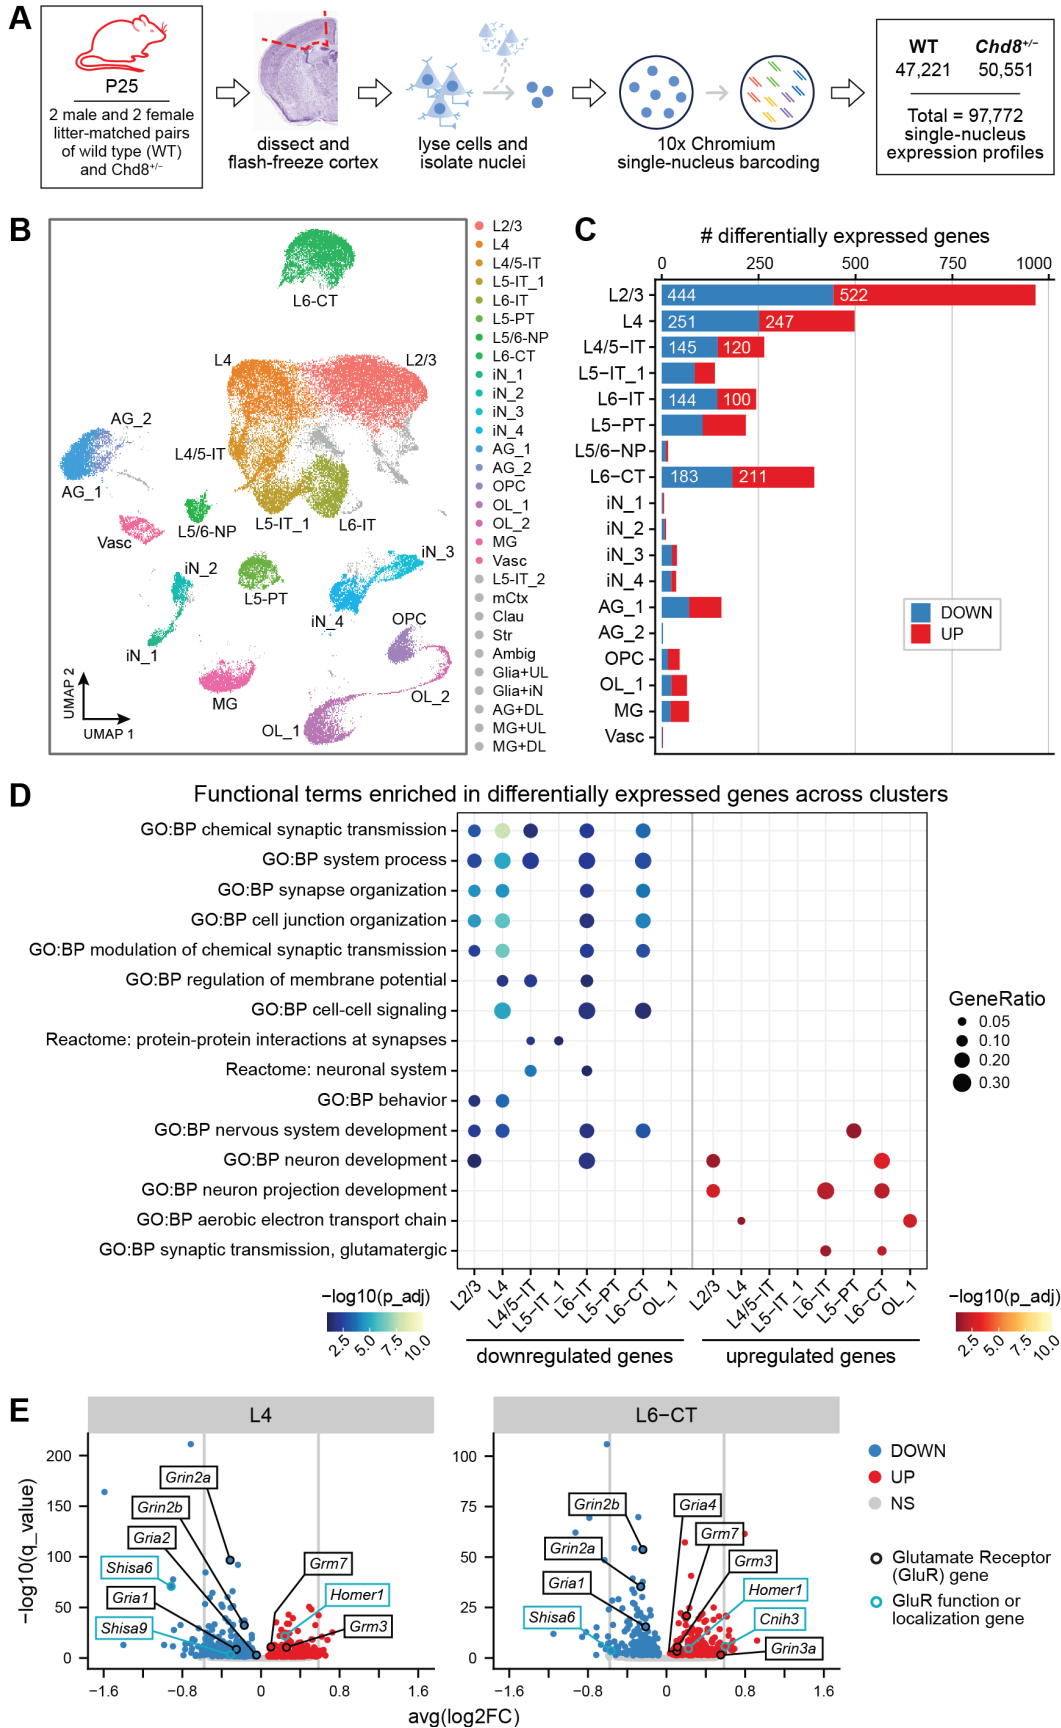 A
P25
2 male and 2 female
litter-matched pairs
of wild type (WT)
and Chd8+/−
dissect and
flash-freeze cortex
lyse cells and
isolate nuclei
10x Chromium
single-nucleus barcoding
WT Chd8+/−
47,221 50,551
Total = 97,772
single-nucleus
expression profiles
B
L6-CT
L4
L2/3
AG_2
L4/5-IT
AG_1
L5/6-NP
L5-IT_1
L6-IT
Vasc
iN_2
iN_3
L5-PT
iN_4
OPC
iN_1
MG
OL_2
OL_1
UMAP 2
UMAP 1
L2/3
L4
L4/5-IT
L5-IT_1
L6-IT
L5-PT
L5/6-NP
L6-CT
iN_1
iN_2
iN_3
iN_4
AG_1
AG_2
OPC
OL_1
OL_2
MG
Vasc
L5-IT_2
mCtx
Clau
Str
Ambig
Glia+UL
Glia+iN
AG+DL
MG+UL
MG+DL
C
# differentially expressed genes
0 250 500 750 1000
L2/3 444 522
L4 251 247
L4/5−IT 145 120
L5−IT_1
L6−IT 144 100
L5−PT
L5/6−NP
L6−CT 183 211
iN_1
iN_2
iN_3
iN_4
AG_1
AG_2
OPC
OL_1
MG
Vasc
DOWN
UP
D
Functional terms enriched in differentially expressed genes across clusters
GO:BP chemical synaptic transmission
GO:BP system process
GO:BP synapse organization
GO:BP cell junction organization
GO:BP modulation of chemical synaptic transmission
GO:BP regulation of membrane potential
GO:BP cell-cell signaling
Reactome: protein-protein interactions at synapses
Reactome: neuronal system
GO:BP behavior
GO:BP nervous system development
GO:BP neuron development
GO:BP neuron projection development
GO:BP aerobic electron transport chain
GO:BP synaptic transmission, glutamatergic
GeneRatio
0.05
0.10
0.20
0.30
L2/3 L4 L4/5-IT L5-IT_1 L6-IT L5-PT L6-CT OL_1 L2/3 L4 L4/5-IT L5-IT_1 L6-IT L5-PT L6-CT OL_1
downregulated genes
upregulated genes
−log10(p_adj)
2.5 5.0 7.5 10.0
−log10(p_adj)
2.5 5.0 7.5 10.0
E
L4
−log10(q_value)
200
150
100
50
0
Grin2a
Grin2b
Gria2
Shisa6
Gria1
Shisa9
Grm7
Homer1
Grm3
−1.6 −0.8 0 0.8 1.6
L6−CT
100
75
50
25
0
Grin2b
Gria4
Grin2a
Grm7
Gria1
Grm3
Shisa6
Homer1
Cnih3
Grin3a
−1.6 −0.8 0 0.8 1.6
avg(log2FC)
DOWN
UP
NS
Glutamate Receptor
(GluR) gene
GluR function or
localization gene